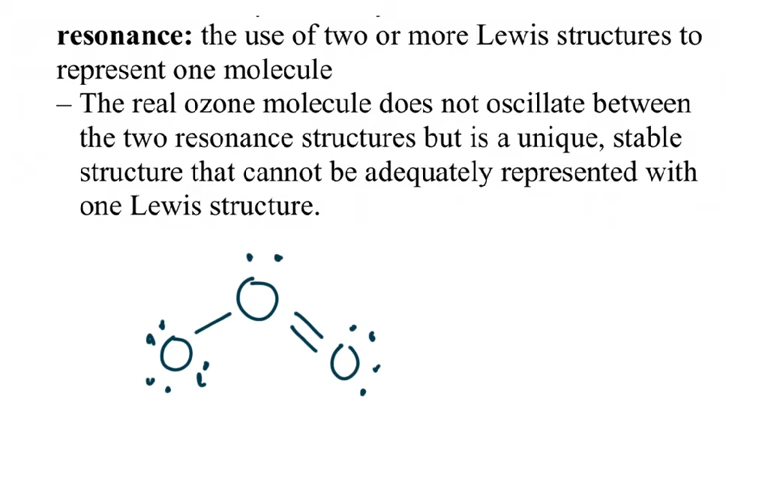 resonance: the use of two or more Lewis structures to
represent one molecule
– The real ozone molecule does not oscillate between
the two resonance structures but is a unique, stable
structure that cannot be adequately represented with
one Lewis structure.
O
O O